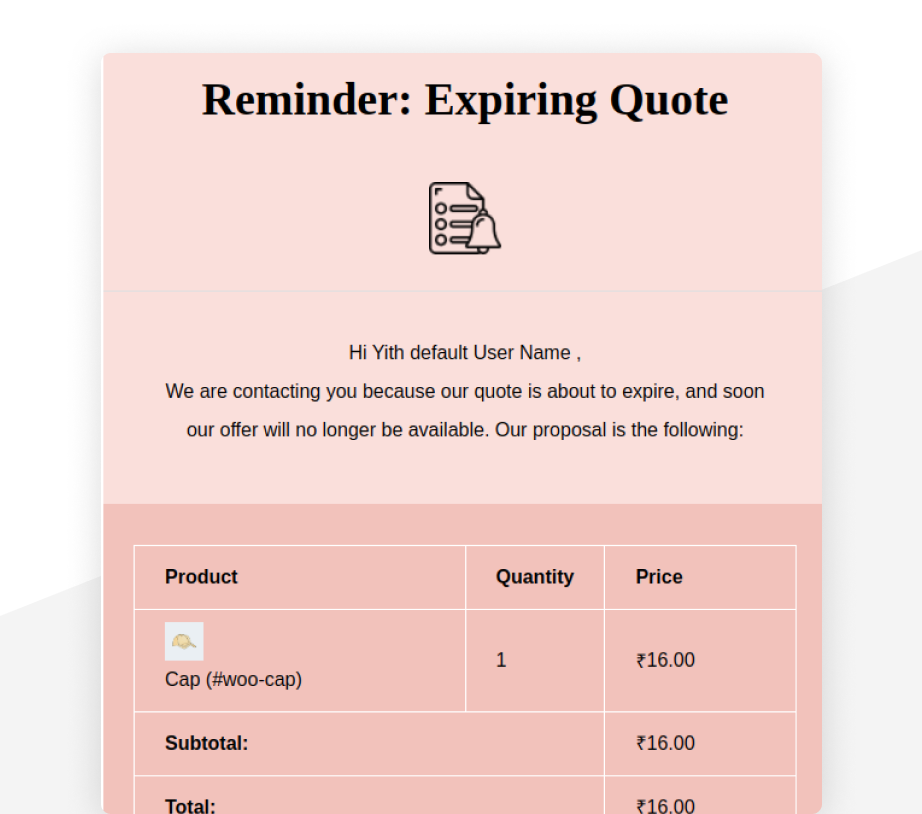 Reminder: Expiring Quote
Hi Yith default User Name ,
We are contacting you because our quote is about to expire, and soon
our offer will no longer be available. Our proposal is the following:
Product Quantity Price
Cap (#woo-cap) 1 ₹16.00
Subtotal: ₹16.00
Total: ₹16.00